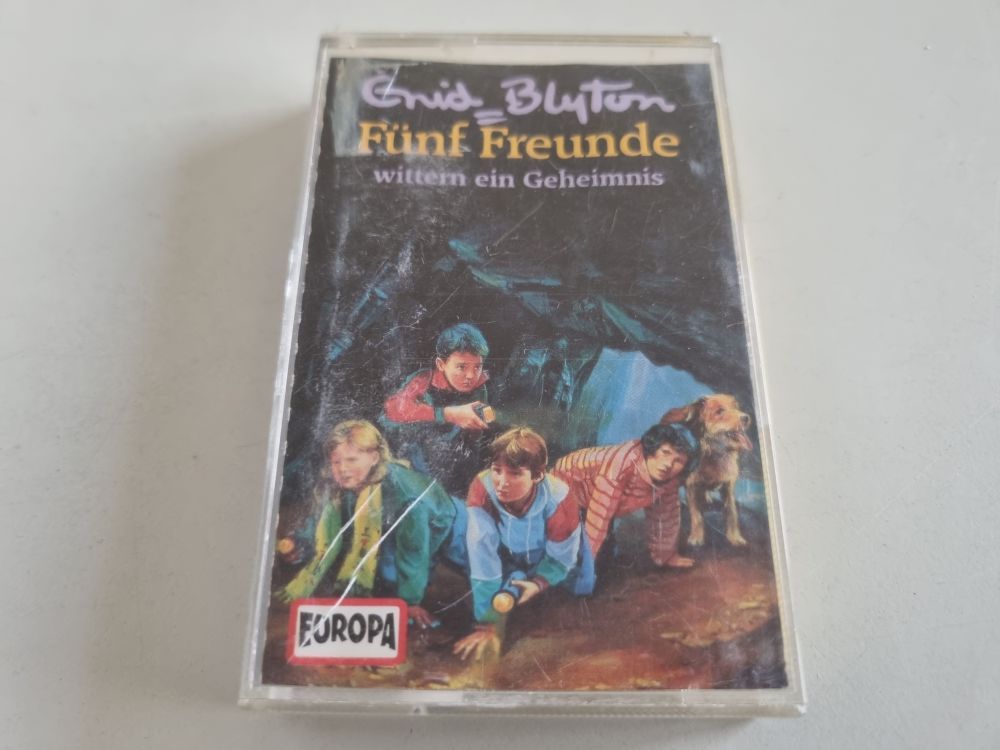 Enid Blyton
Fünf Freunde
wittern ein Geheimnis
EUROPA